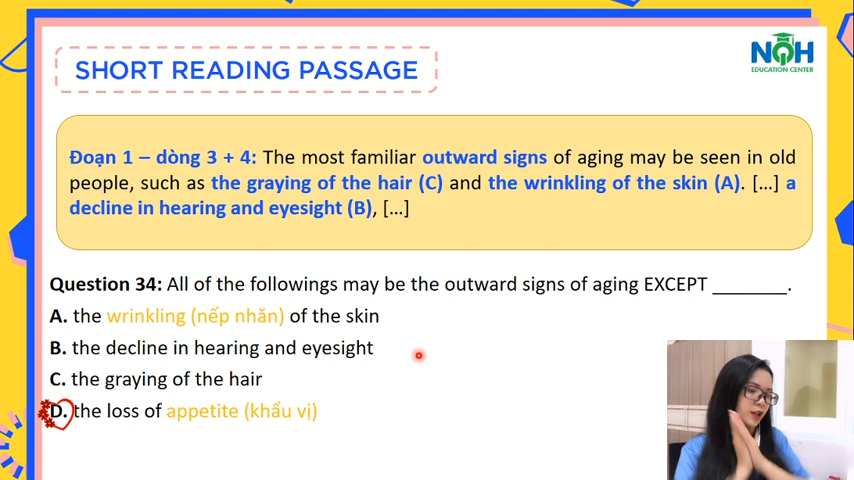 SHORT READING PASSAGE
NQH
EDUCATION CENTER
Đoạn 1 – dòng 3 + 4: The most familiar outward signs of aging may be seen in old
people, such as the graying of the hair (C) and the wrinkling of the skin (A). […] a
decline in hearing and eyesight (B), […]
Question 34: All of the followings may be the outward signs of aging EXCEPT _______.
A. the wrinkling (nếp nhăn) of the skin
B. the decline in hearing and eyesight
C. the graying of the hair
D. the loss of appetite (khẩu vị)